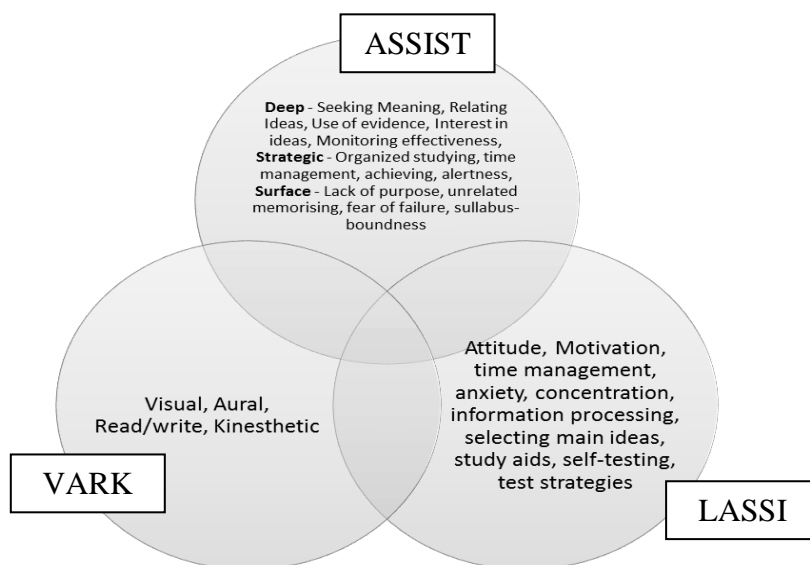 ASSIST
Deep - Seeking Meaning, Relating
Ideas, Use of evidence, Interest in
ideas, Monitoring effectiveness,
Strategic - Organized studying, time
management, achieving, alertness,
Surface - Lack of purpose, unrelated
memorising, fear of failure, sullabus-
boundness
Visual, Aural,
Read/write, Kinesthetic
VARK
Attitude, Motivation,
time management,
anxiety, concentration,
information processing,
selecting main ideas,
study aids, self-testing,
test strategies
LASSI